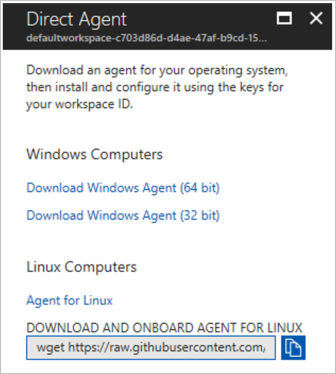 Direct Agent
defaultworkspace-c703d86d-d4ae-47af-b9cd-15...
Download an agent for your operating system,
then install and configure it using the keys for
your workspace ID.
Windows Computers
Download Windows Agent (64 bit)
Download Windows Agent (32 bit)
Linux Computers
Agent for Linux
DOWNLOAD AND ONBOARD AGENT FOR LINUX
wget https://raw.githubusercontent.com/